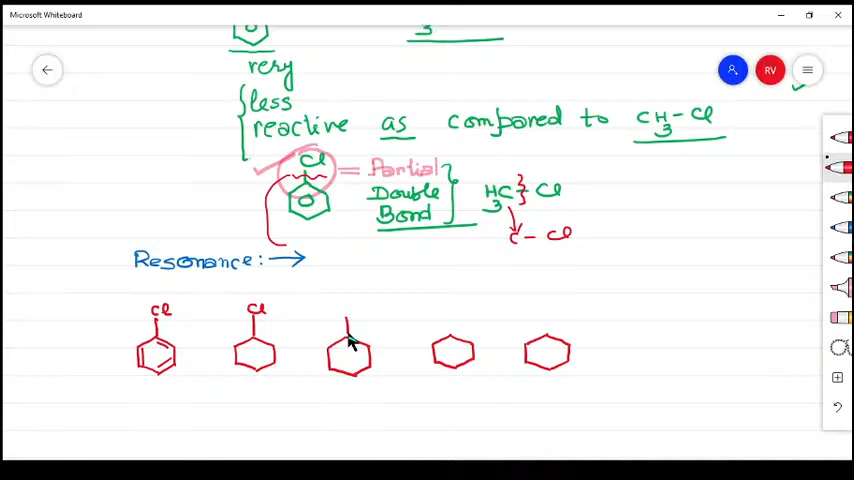 Microsoft Whiteboard
RV
3
very
less
reactive as compared to CH3-Cl
Cl
= Partial
Double
Bond
H3C - Cl
C - Cl
Resonance: →
Cl
Cl